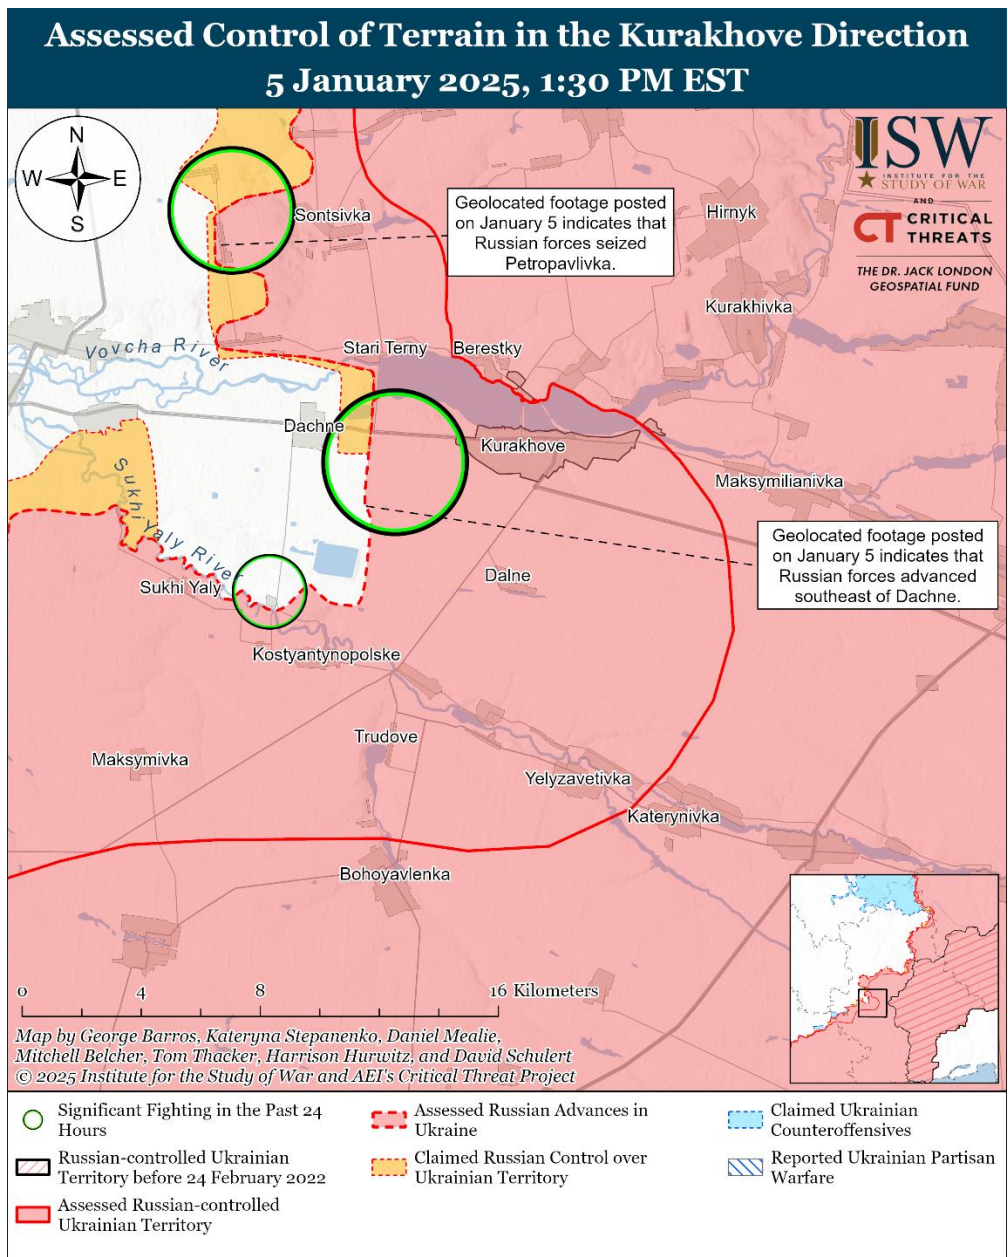 Assessed Control of Terrain in the Kurakhove Direction
5 January 2025, 1:30 PM EST
N
W
E
S
ISW
INSTITUTE FOR THE
STUDY OF WAR
AND
CT CRITICAL
THREATS
THE DR. JACK LONDON
GEOSPATIAL FUND
Geolocated footage posted
on January 5 indicates that
Russian forces seized
Petropavlivka.
Sontsivka
Hirnyk
Kurakhivka
Vovcha River
Stari Terny
Berestky
Dachne
Kurakhove
Maksymilianivka
Sukhi Yaly River
Geolocated footage posted
on January 5 indicates that
Russian forces advanced
southeast of Dachne.
Sukhi Yaly
Dalne
Kostyantynopolske
Trudove
Maksymivka
Yelyzavetivka
Katerynivka
Bohoyavlenka
0 4 8 16 Kilometers
Map by George Barros, Kateryna Stepanenko, Daniel Mealie,
Mitchell Belcher, Tom Thacker, Harrison Hurwitz, and David Schulert
© 2025 Institute for the Study of War and AEI's Critical Threat Project
Significant Fighting in the Past 24
Hours
Russian-controlled Ukrainian
Territory before 24 February 2022
Assessed Russian-controlled
Ukrainian Territory
Assessed Russian Advances in
Ukraine
Claimed Russian Control over
Ukrainian Territory
Claimed Ukrainian
Counteroffensives
Reported Ukrainian Partisan
Warfare